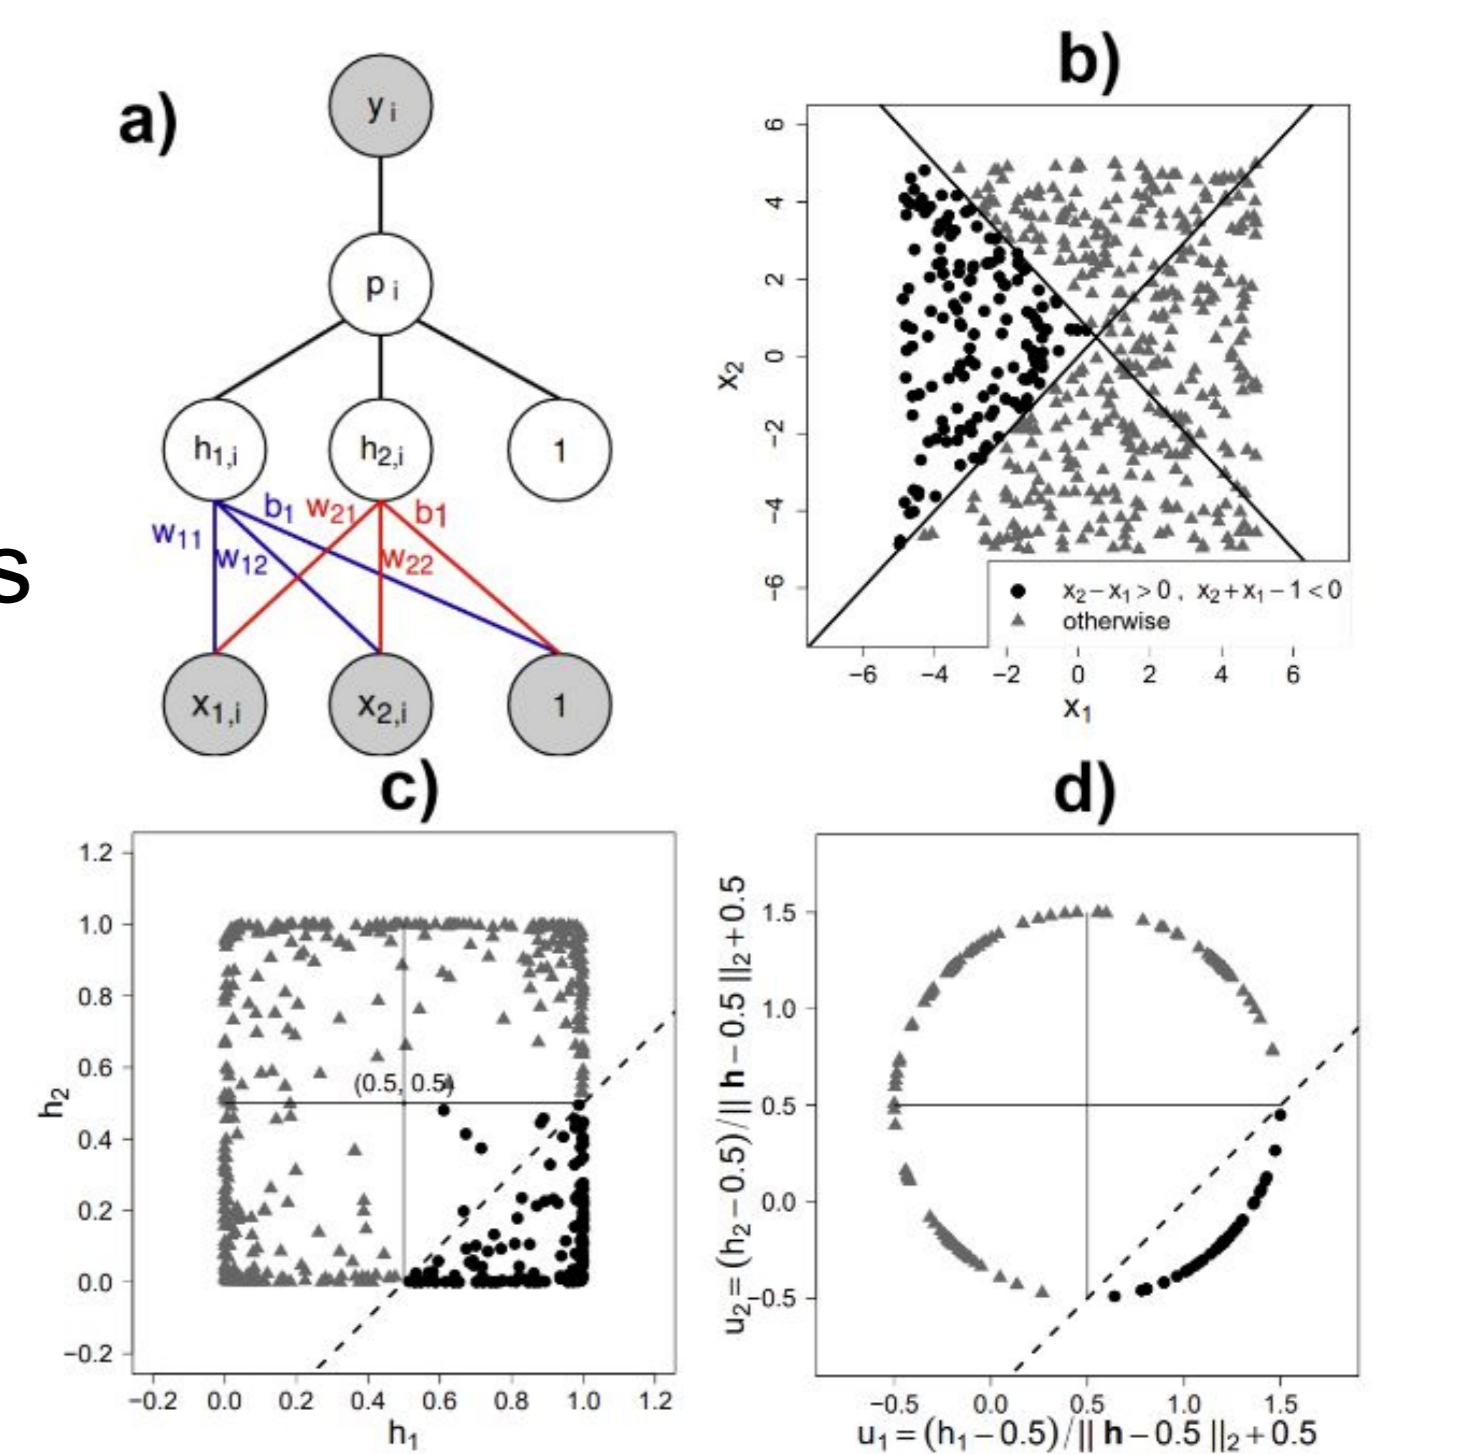 a)
y i
p i
h1,i
h2,i
1
w11
w12
b1
w21
w22
b1
x1,i
x2,i
1
s
b)
6
4
2
0
−2
−4
−6
x2
x2 − x1 > 0 , x2 + x1 − 1 < 0
otherwise
−6 −4 −2 0 2 4 6
x1
c)
1.2
1.0
0.8
0.6
0.4
0.2
0.0
−0.2
h2
(0.5, 0.5)
−0.2 0.0 0.2 0.4 0.6 0.8 1.0 1.2
h1
d)
1.5
1.0
0.5
0.0
−0.5
u2 = (h2 − 0.5) / || h − 0.5 ||2 + 0.5
−0.5 0.0 0.5 1.0 1.5
u1 = (h1 − 0.5) / || h − 0.5 ||2 + 0.5